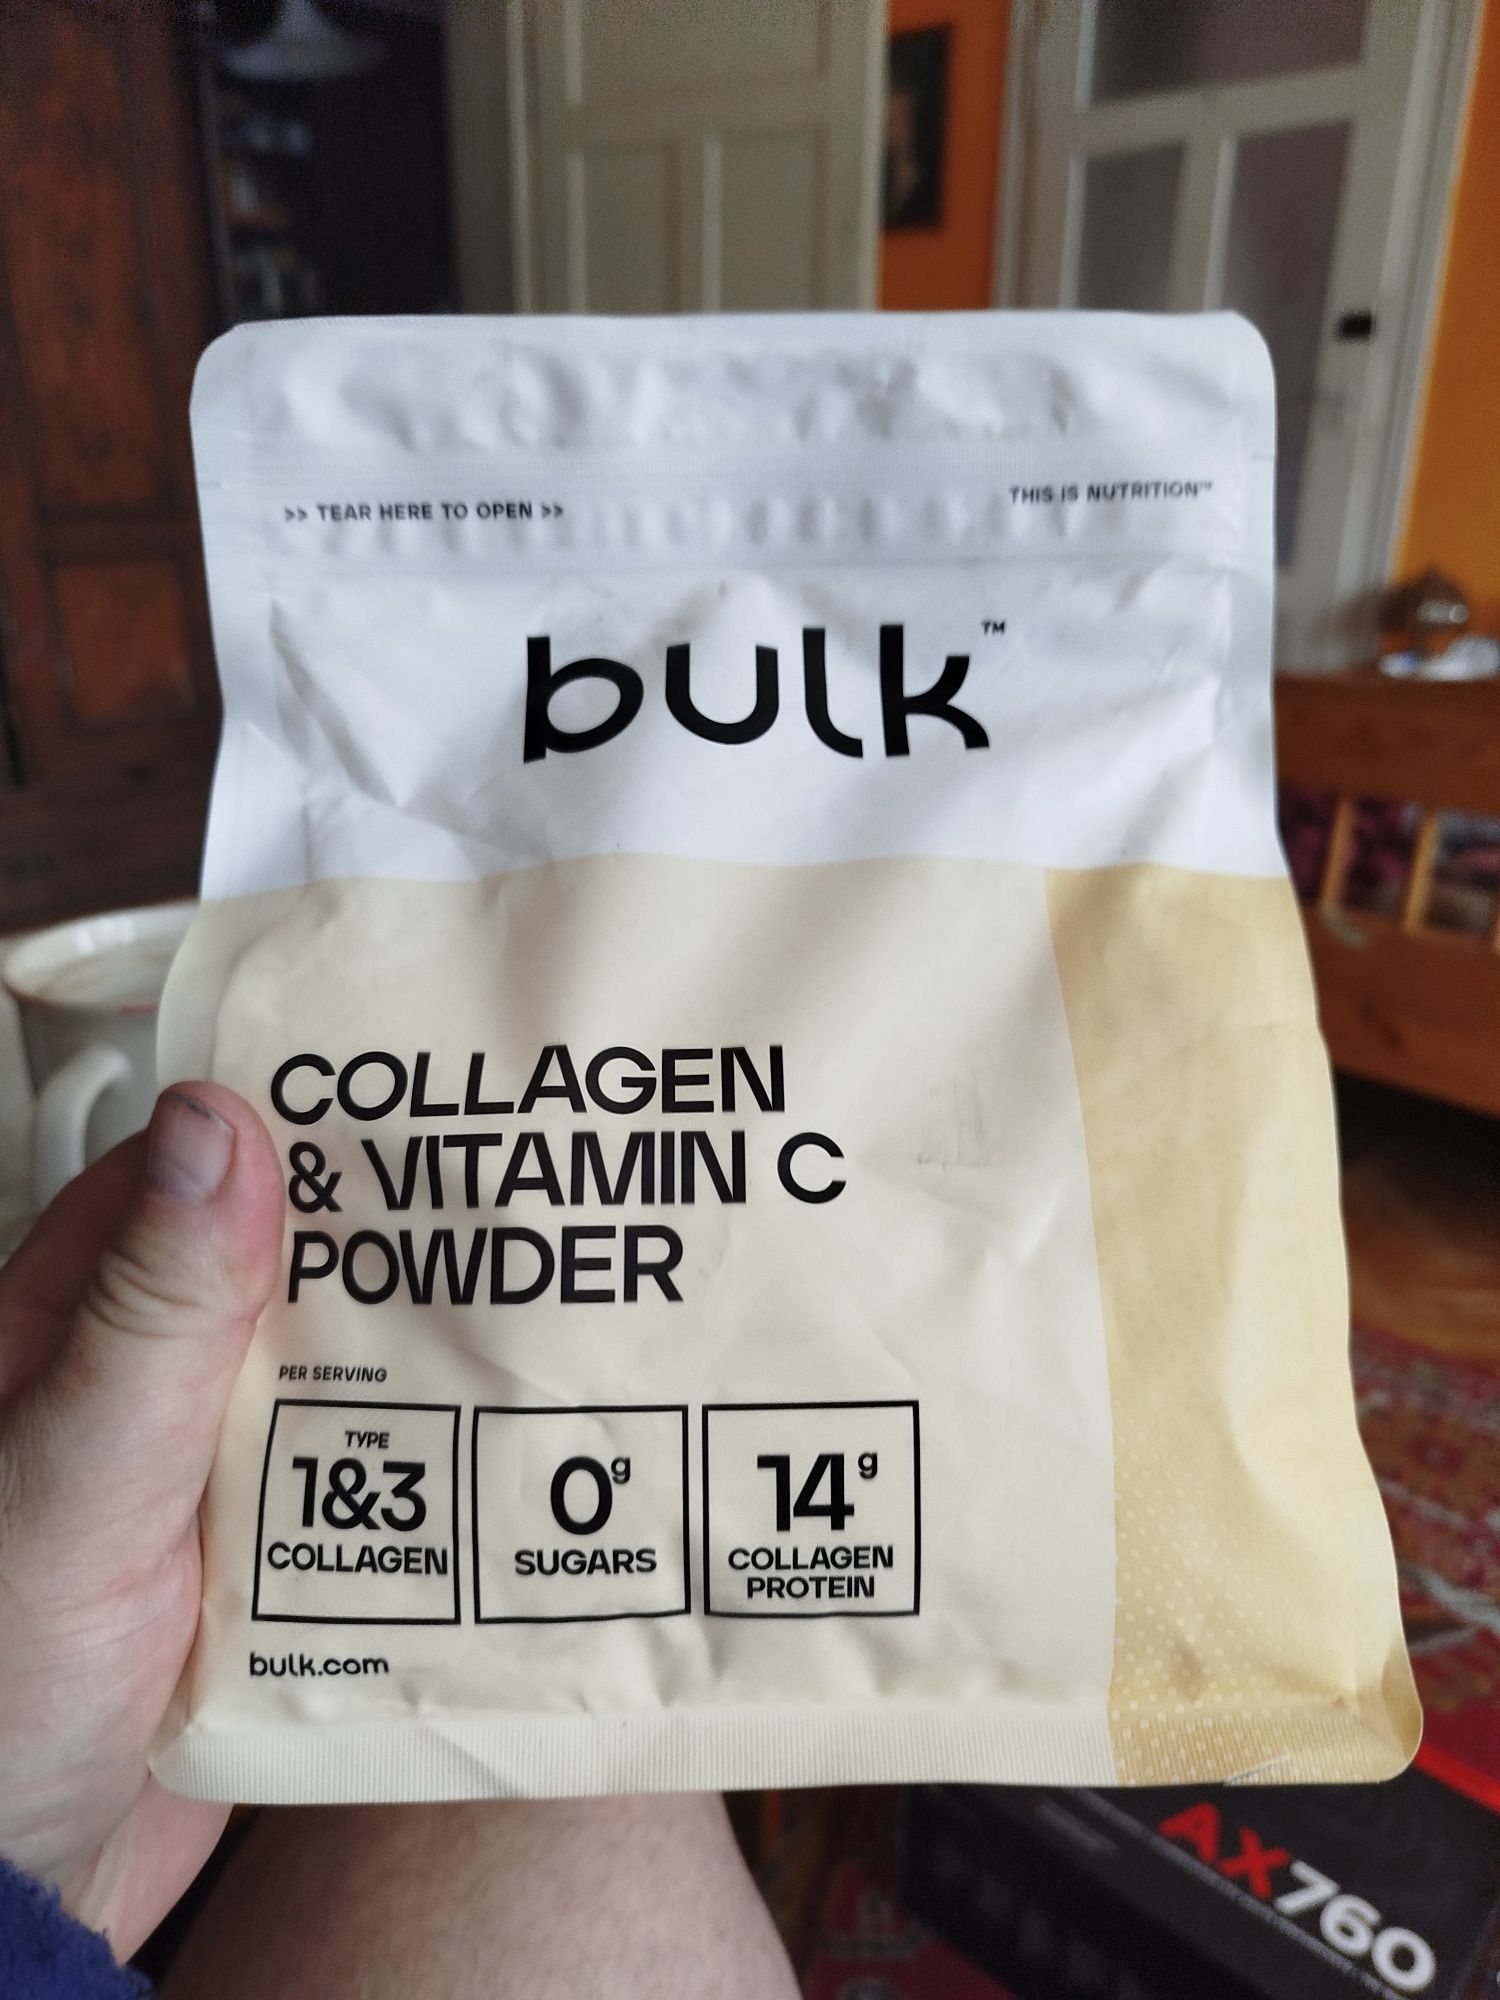 >> TEAR HERE TO OPEN >>
THIS IS NUTRITION™
bulk™
COLLAGEN
& VITAMIN C
POWDER
PER SERVING
TYPE
1&3
COLLAGEN
0g
SUGARS
14g
COLLAGEN
PROTEIN
bulk.com
AX760